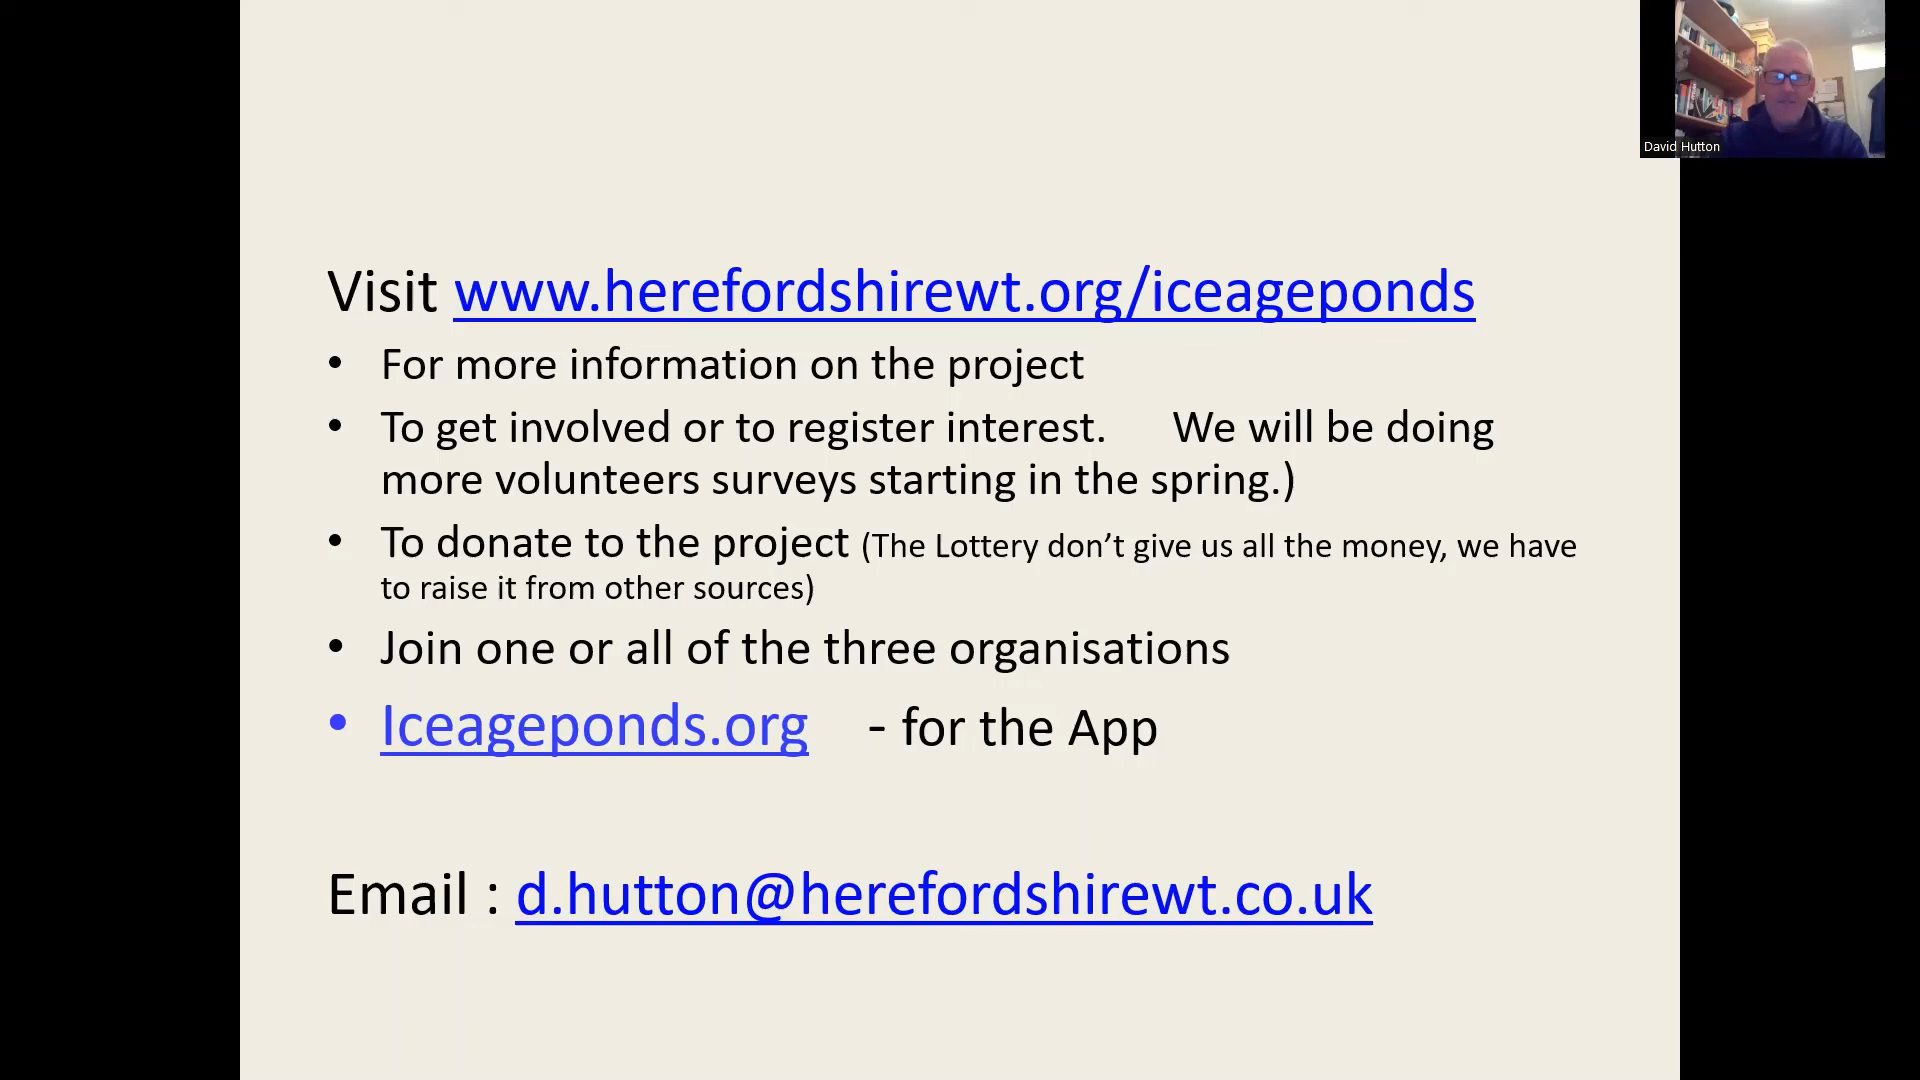 David Hutton
Visit www.herefordshirewt.org/iceageponds
• For more information on the project
• To get involved or to register interest. We will be doing
more volunteers surveys starting in the spring.)
• To donate to the project (The Lottery don’t give us all the money, we have
to raise it from other sources)
• Join one or all of the three organisations
• Iceageponds.org - for the App
Email : d.hutton@herefordshirewt.co.uk